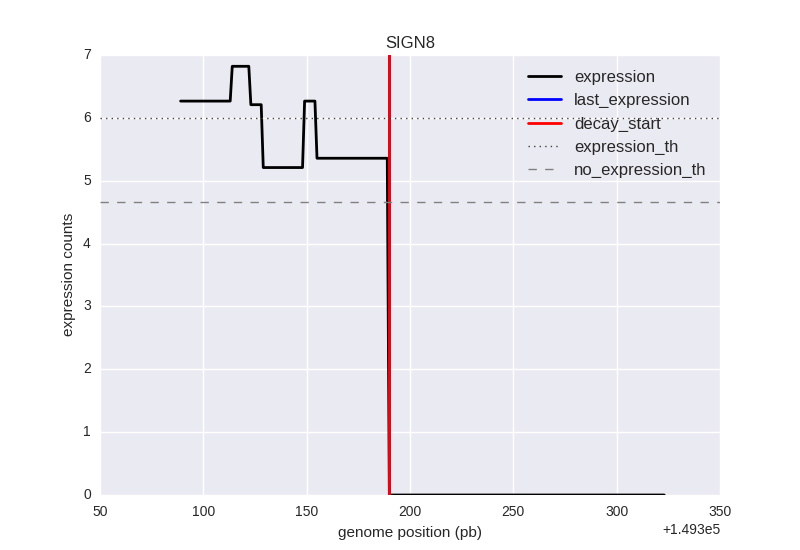 SIGN8
7
6
5
4
3
2
1
0
expression counts
expression
last_expression
decay_start
expression_th
no_expression_th
50 100 150 200 250 300 350
+1.493e5
genome position (pb)